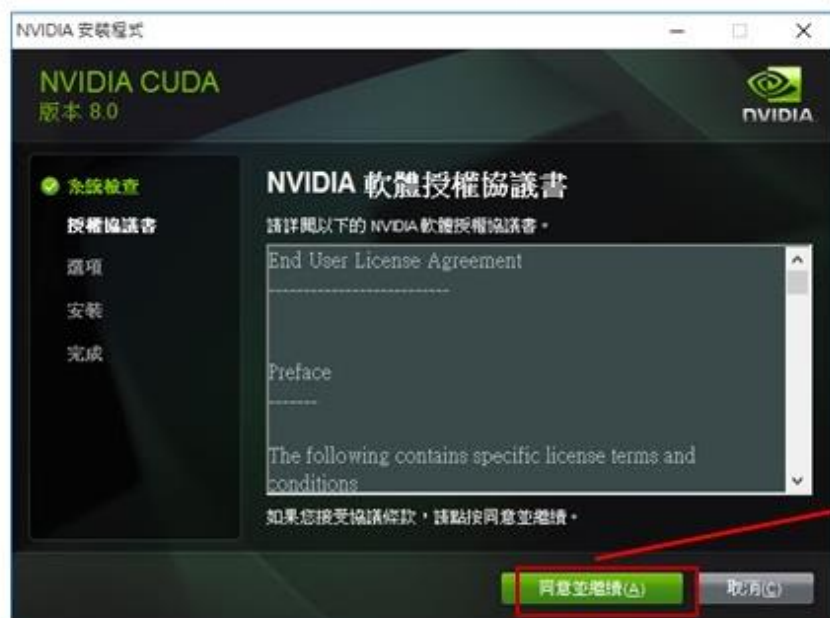 NVIDIA 安裝程式
NVIDIA CUDA
版本 8.0
NVIDIA
系統檢查
授權協議書
選項
安裝
完成
NVIDIA 軟體授權協議書
請詳閱以下的 NVIDIA 軟體授權協議書。
End User License Agreement
--------------------------
Preface
-------
The following contains specific license terms and
conditions
如果您接受協議條款，請點按同意並繼續。
同意並繼續(A)
取消(C)